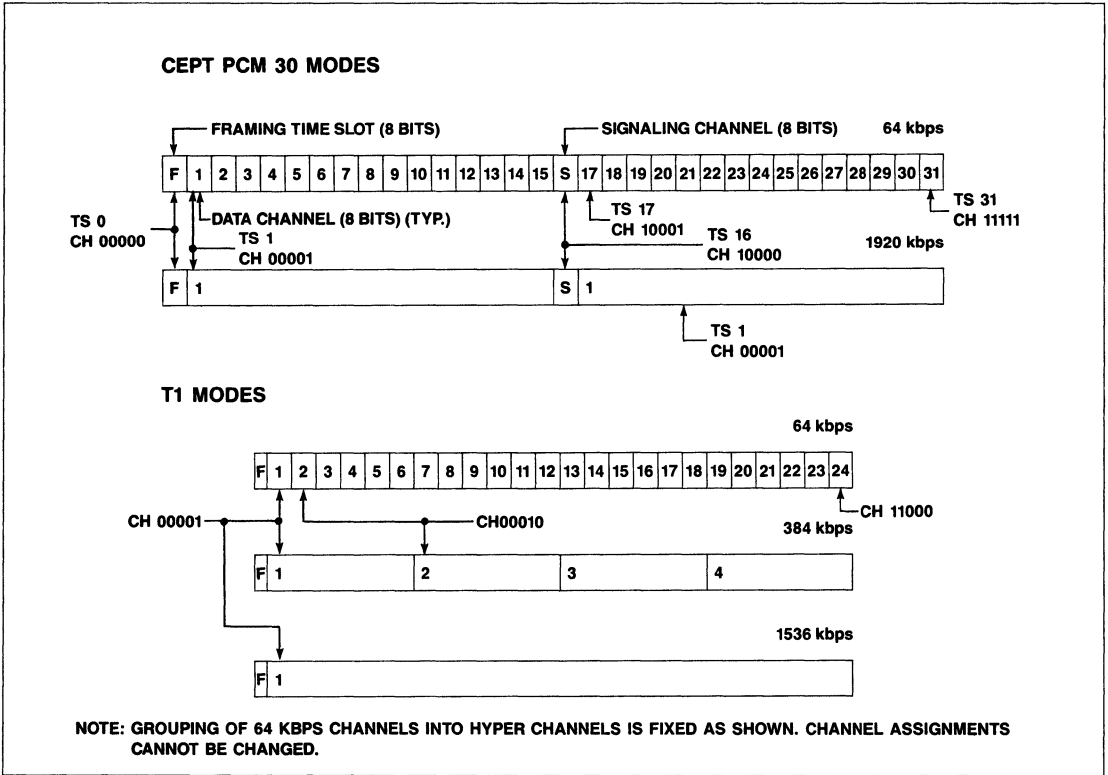 CEPT PCM 30 MODES
FRAMING TIME SLOT (8 BITS)
SIGNALING CHANNEL (8 BITS)
64 kbps
F 1 2 3 4 5 6 7 8 9 10 11 12 13 14 15 S 17 18 19 20 21 22 23 24 25 26 27 28 29 30 31
TS 0
CH 00000
DATA CHANNEL (8 BITS) (TYP.)
TS 1
CH 00001
TS 17
CH 10001
TS 16
CH 10000
TS 31
CH 11111
1920 kbps
F 1 S 1
TS 1
CH 00001
T1 MODES
64 kbps
F 1 2 3 4 5 6 7 8 9 10 11 12 13 14 15 16 17 18 19 20 21 22 23 24
CH 00001
CH00010
CH 11000
384 kbps
F 1 2 3 4
1536 kbps
F 1
NOTE: GROUPING OF 64 KBPS CHANNELS INTO HYPER CHANNELS IS FIXED AS SHOWN. CHANNEL ASSIGNMENTS
CANNOT BE CHANGED.